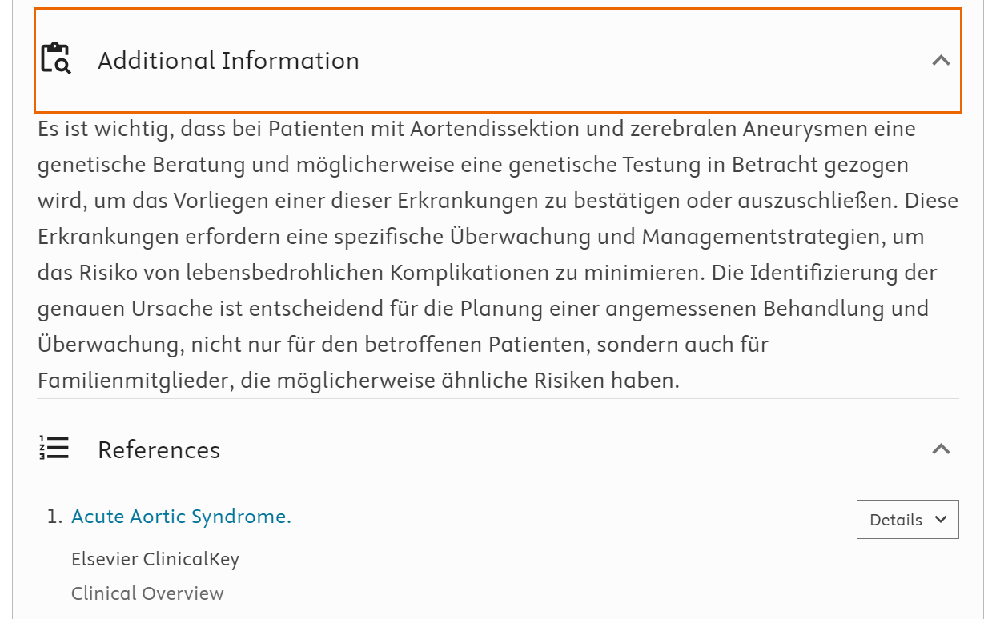 Additional Information
Es ist wichtig, dass bei Patienten mit Aortendissektion und zerebralen Aneurysmen eine
genetische Beratung und möglicherweise eine genetische Testung in Betracht gezogen
wird, um das Vorliegen einer dieser Erkrankungen zu bestätigen oder auszuschließen. Diese
Erkrankungen erfordern eine spezifische Überwachung und Managementstrategien, um
das Risiko von lebensbedrohlichen Komplikationen zu minimieren. Die Identifizierung der
genauen Ursache ist entscheidend für die Planung einer angemessenen Behandlung und
Überwachung, nicht nur für den betroffenen Patienten, sondern auch für
Familienmitglieder, die möglicherweise ähnliche Risiken haben.
References
1. Acute Aortic Syndrome.
Details
Elsevier ClinicalKey
Clinical Overview